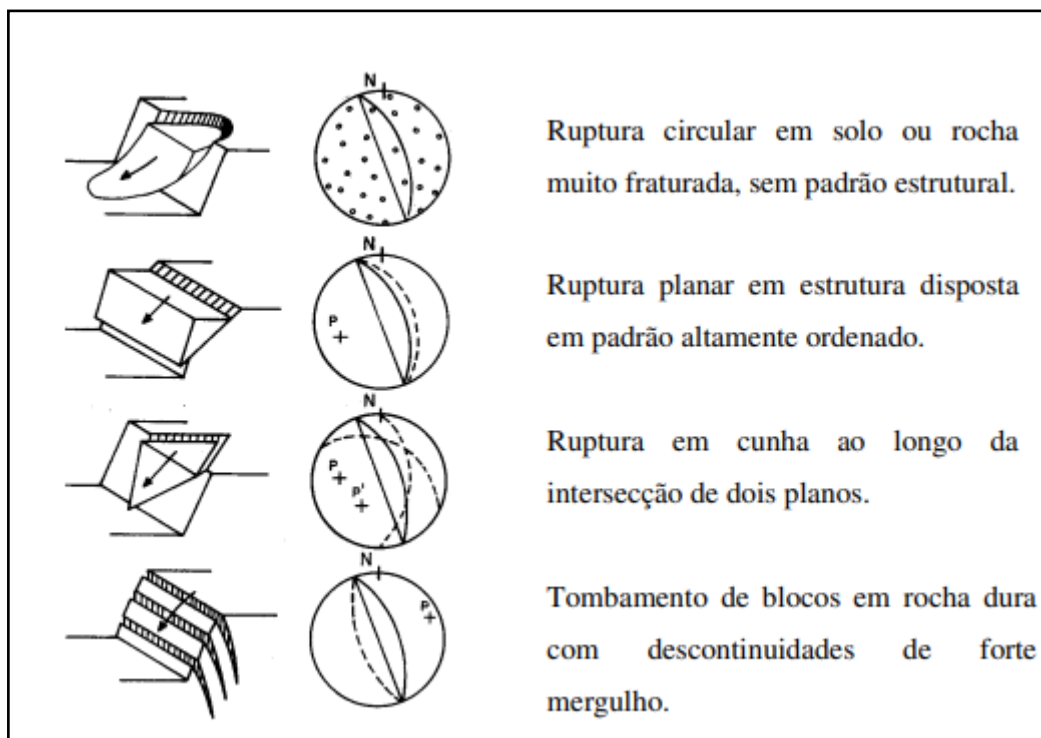 N
Ruptura circular em solo ou rocha
muito fraturada, sem padrão estrutural.
N
P
Ruptura planar em estrutura disposta
em padrão altamente ordenado.
N
P
P'
Ruptura em cunha ao longo da
intersecção de dois planos.
N
P
Tombamento de blocos em rocha dura
com descontinuidades de forte
mergulho.